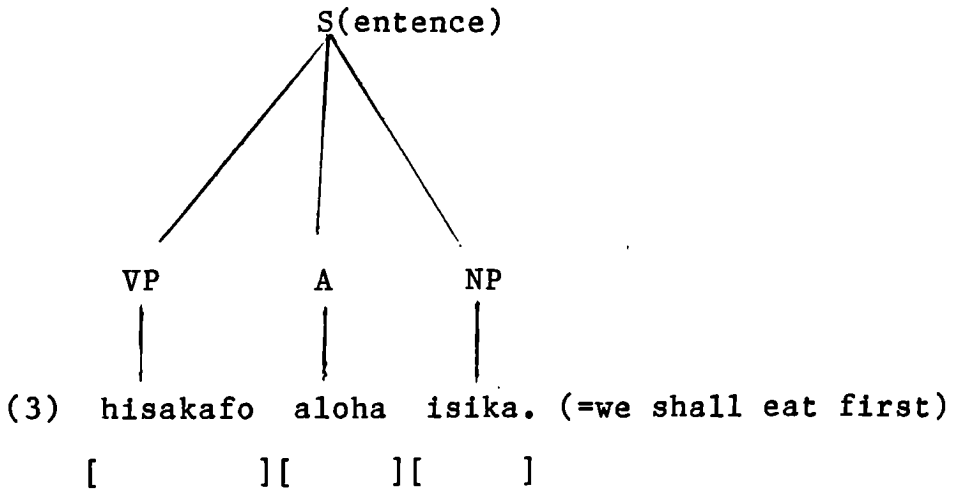 S(entence)
VP A NP
(3) hisakafo aloha isika. (=we shall eat first)
[ ][ ][ ]